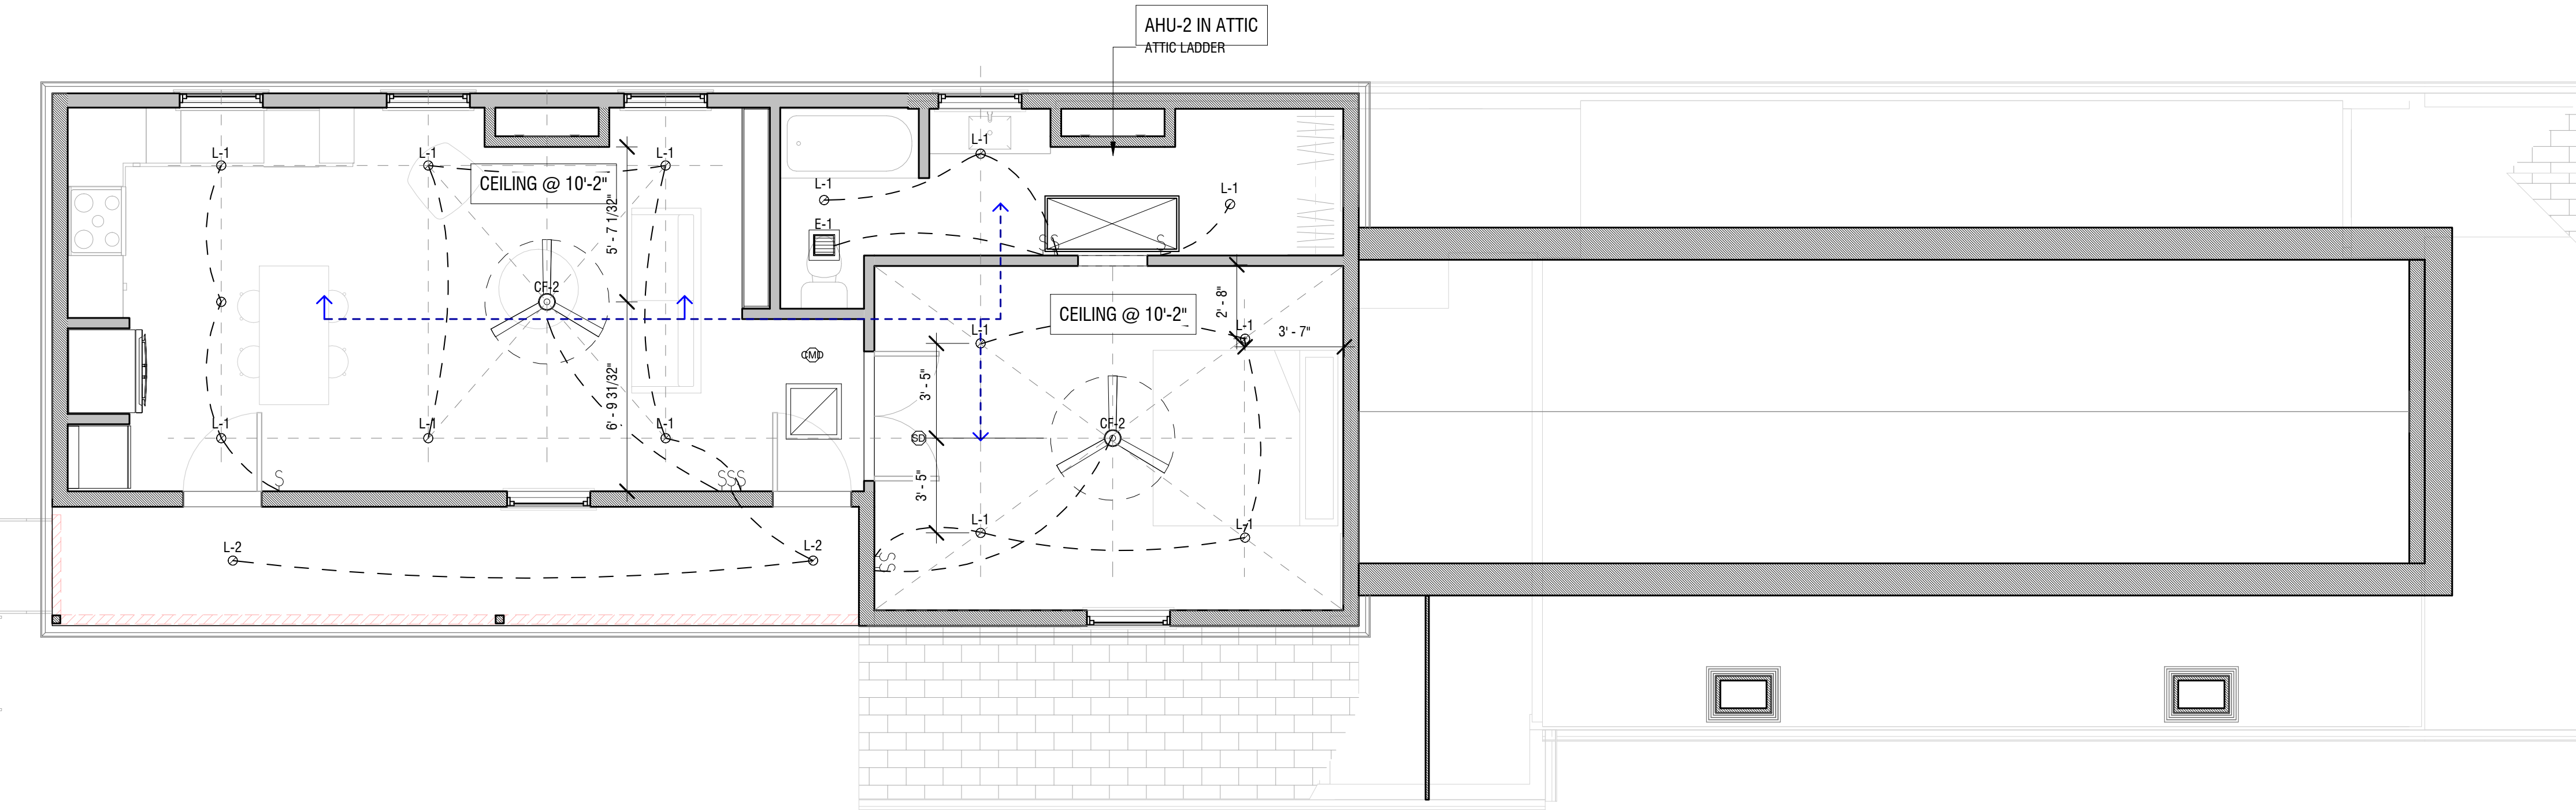 AHU-2 IN ATTIC
ATTIC LADDER
L-1
L-1
L-1
L-1
CEILING @ 10'-2"
L-1
L-1
5' - 7 1/32"
E-1
S S
S
CF-2
CEILING @ 10'-2"
2' - 8"
L-1
L-1
3' - 7"
CMD
3' - 5"
6' - 9 31/32"
L-1
L-1
L-1
CF-2
SD
S
SSS
3' - 5"
L-1
L-1
L-2
L-2
SS